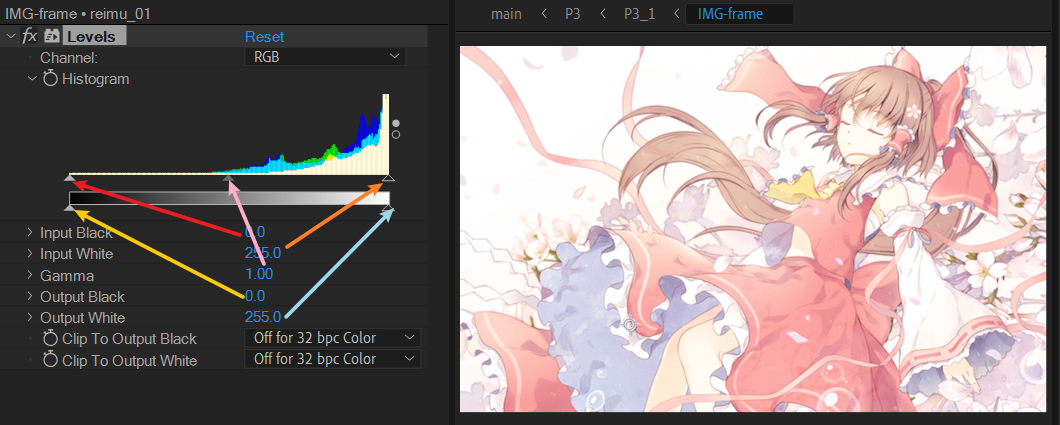 IMG-frame • reimu_01
main < P3 < P3_1 < IMG-frame
fx Levels Reset
Channel: RGB
Histogram
Input Black 0.0
Input White 255.0
Gamma 1.00
Output Black 0.0
Output White 255.0
Clip To Output Black Off for 32 bpc Color
Clip To Output White Off for 32 bpc Color